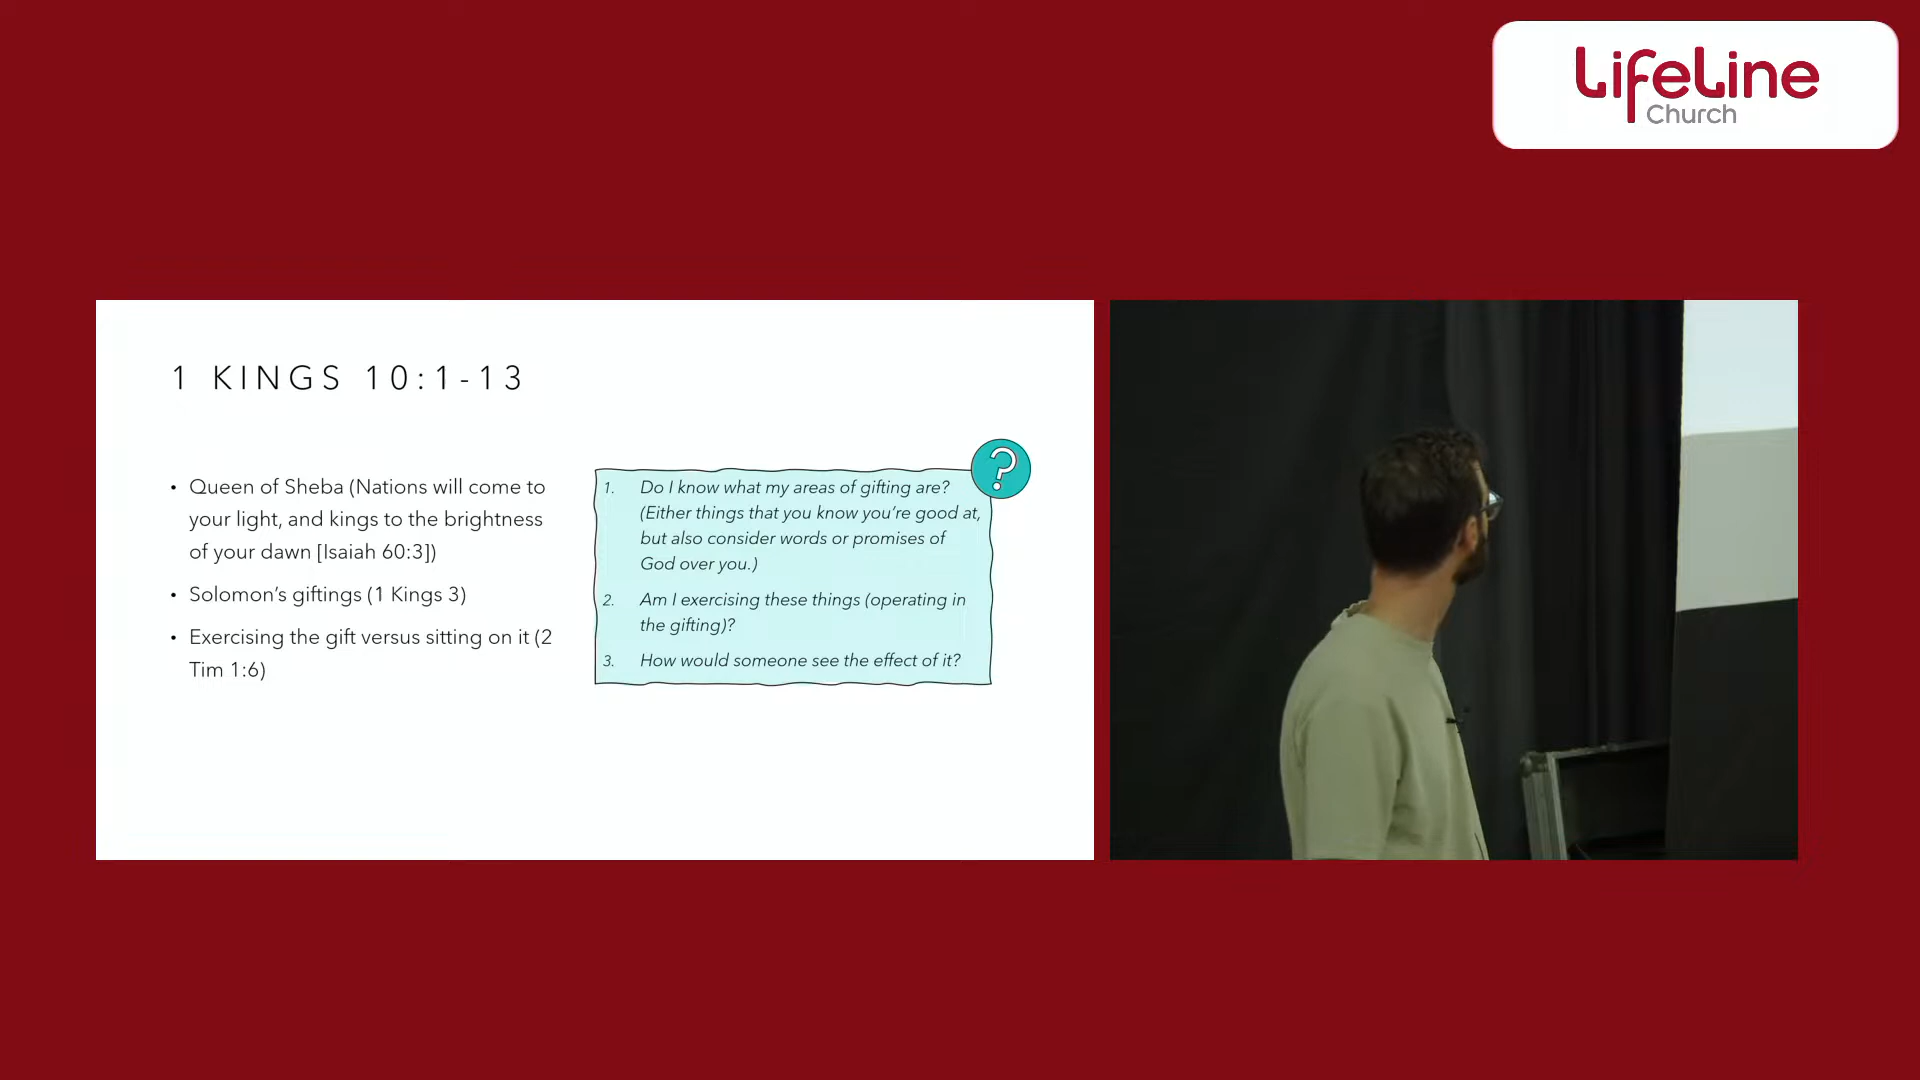 LifeLine
Church
1 KINGS 10:1-13
• Queen of Sheba (Nations will come to
your light, and kings to the brightness
of your dawn [Isaiah 60:3])
• Solomon’s giftings (1 Kings 3)
• Exercising the gift versus sitting on it (2
Tim 1:6)
?
1. Do I know what my areas of gifting are?
(Either things that you know you’re good at,
but also consider words or promises of
God over you.)
2. Am I exercising these things (operating in
the gifting)?
3. How would someone see the effect of it?